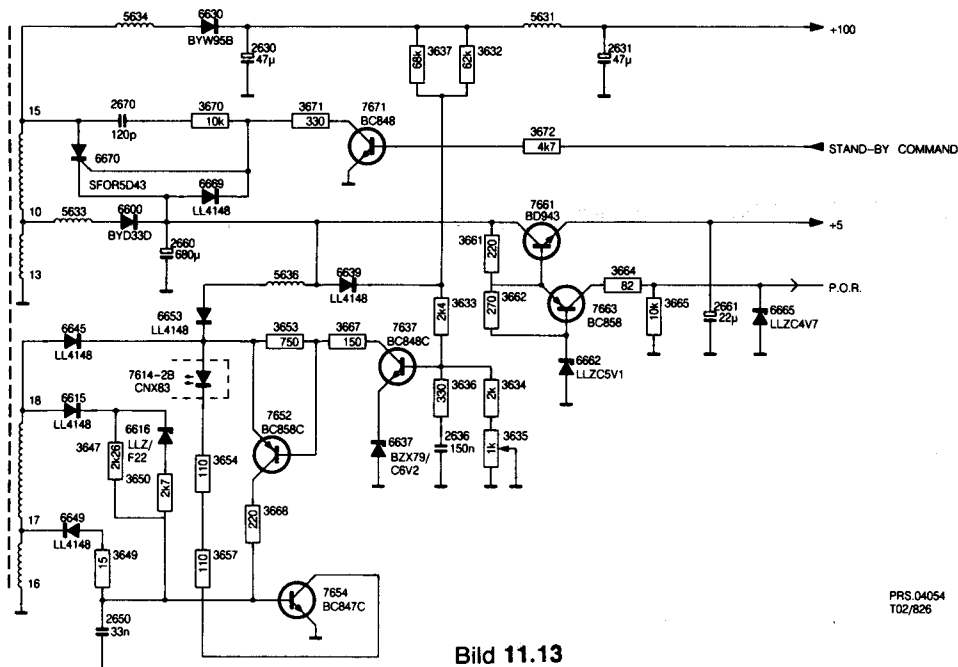 5634
6630
BYW95B
2630
47µ
3637
68k
3632
62k
5631
2631
47µ
+100
15
2670
120p
3670
10k
3671
330
7671
BC848
3672
4k7
STAND-BY COMMAND
6670
SFOR5D43
6669
LL4148
10
5633
6600
BYD33D
2660
680µ
7661
BD943
+5
13
5636
6639
LL4148
3661
220
3662
270
3664
82
7663
BC858
3665
10k
2661
22µ
6665
LLZC4V7
P.O.R.
6653
LL4148
6645
LL4148
3653
750
3667
150
7637
BC848C
3633
2k4
6662
LLZC5V1
7614-2B
CNX83
18
6615
LL4148
6616
LLZ/
F22
3647
2k26
3650
2k7
7652
BC858C
3654
110
6637
BZX79/
C6V2
3636
330
2636
150n
3634
2k
3635
1k
3668
220
17
6649
LL4148
3649
15
16
3657
110
7654
BC847C
2650
33n
PRS.04054
T02/826
Bild 11.13